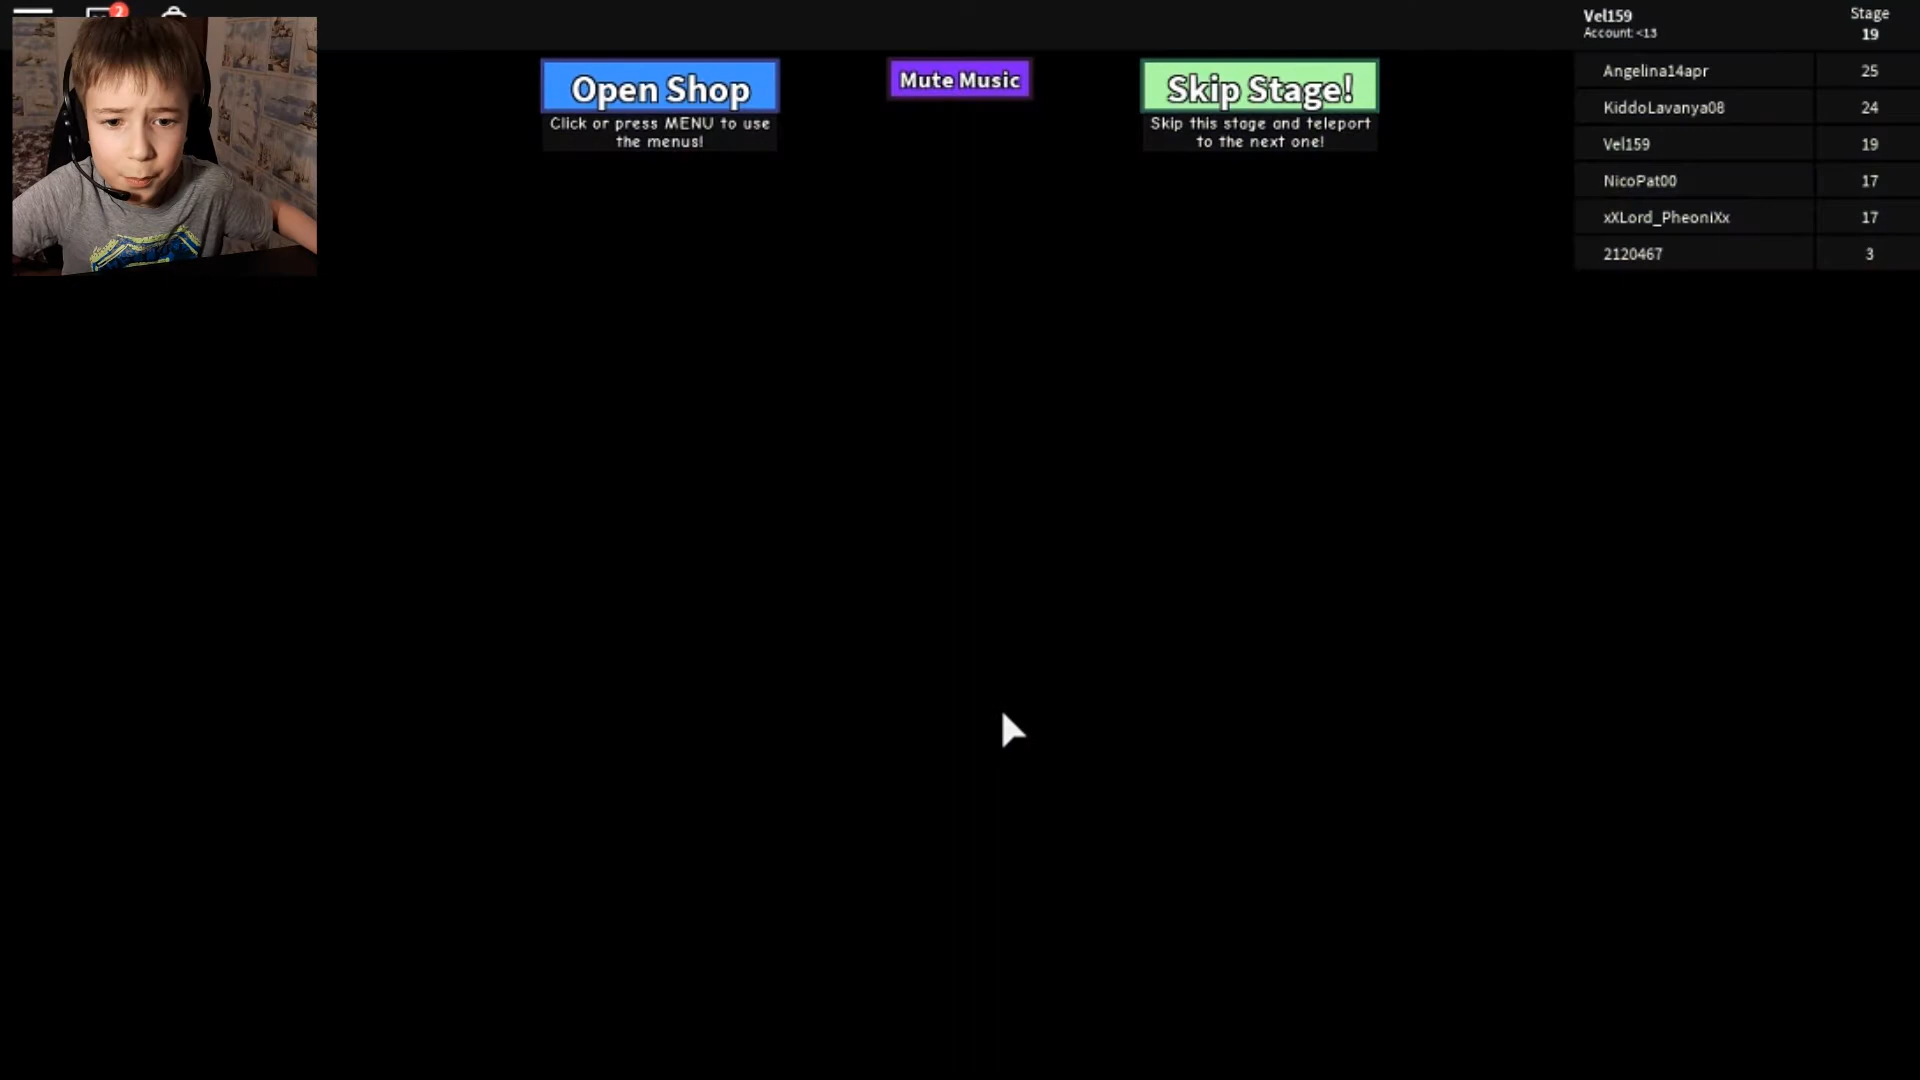 2
Vel159
Account: <13
Stage
19
Open Shop
Click or press MENU to use
the menus!
Mute Music
Skip Stage!
Skip this stage and teleport
to the next one!
Angelina14apr 25
KiddoLavanya08 24
Vel159 19
NicoPat00 17
xXLord_PheoniXx 17
2120467 3